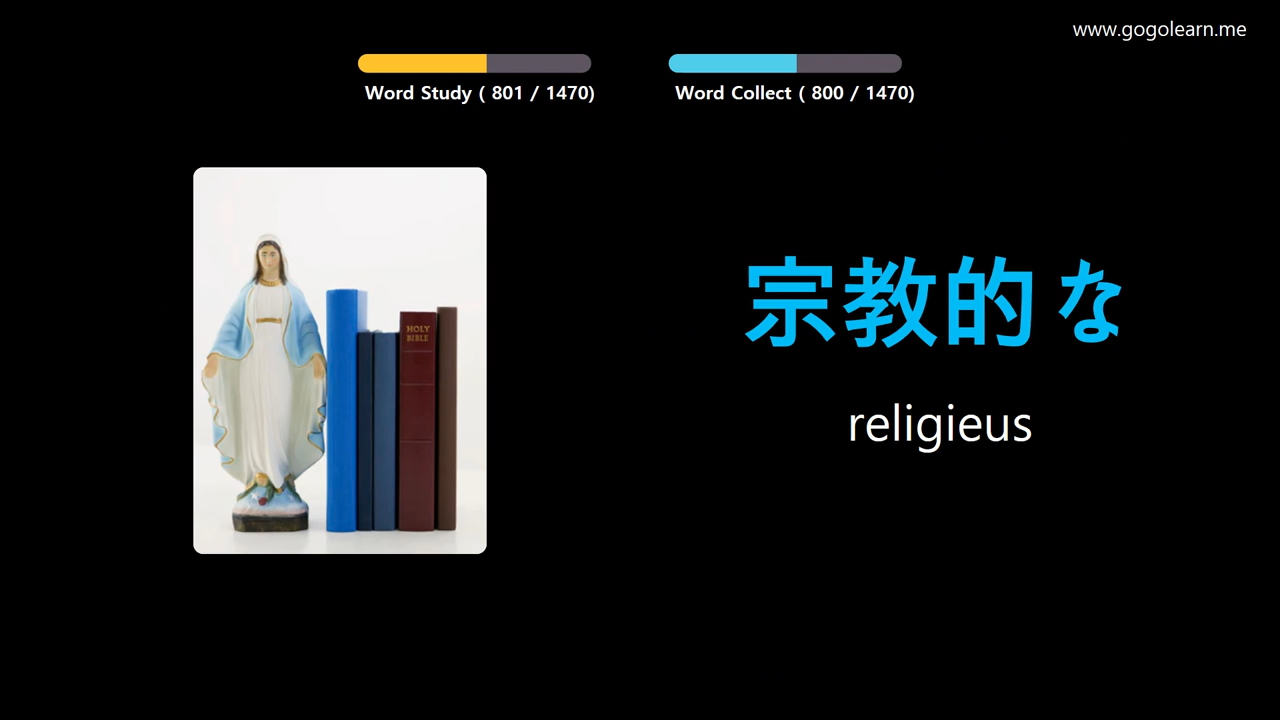 www.gogolearn.me
Word Study ( 801 / 1470)
Word Collect ( 800 / 1470)
HOLY
BIBLE
宗教的 な
religieus